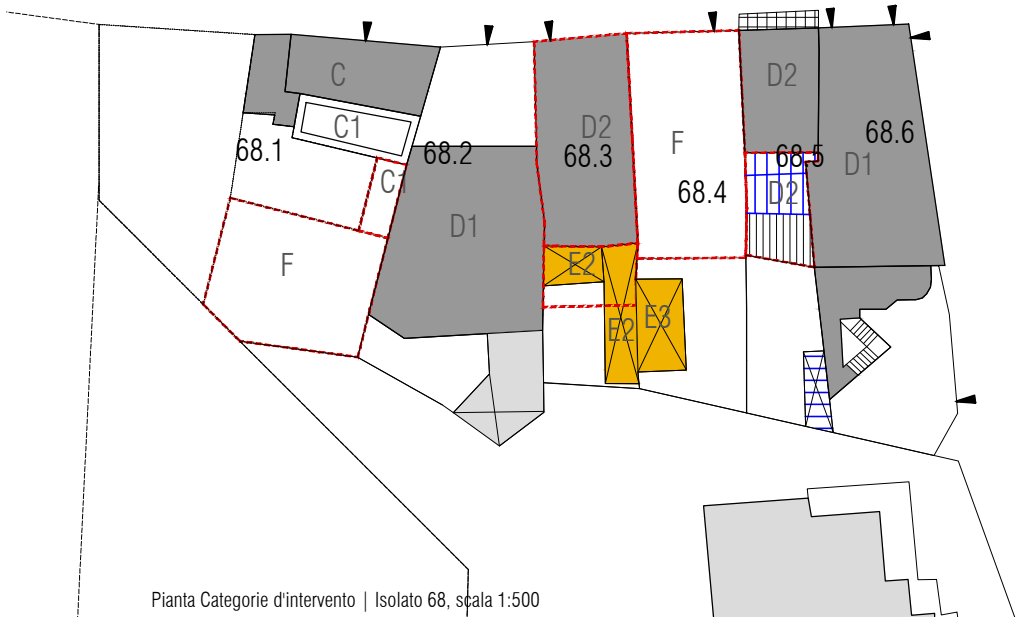 C
D2
C1
D2
F
D2
68.6
68.1
68.2
68.3
68.5
D1
C1
68.4
D2
D1
F
E2
E2
E3
Pianta Categorie d'intervento | Isolato 68, scala 1:500